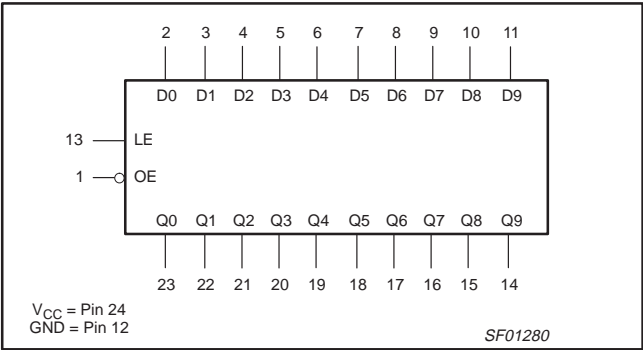 2 3 4 5 6 7 8 9 10 11
D0 D1 D2 D3 D4 D5 D6 D7 D8 D9
13 LE
1 OE
Q0 Q1 Q2 Q3 Q4 Q5 Q6 Q7 Q8 Q9
23 22 21 20 19 18 17 16 15 14
VCC = Pin 24
GND = Pin 12
SF01280